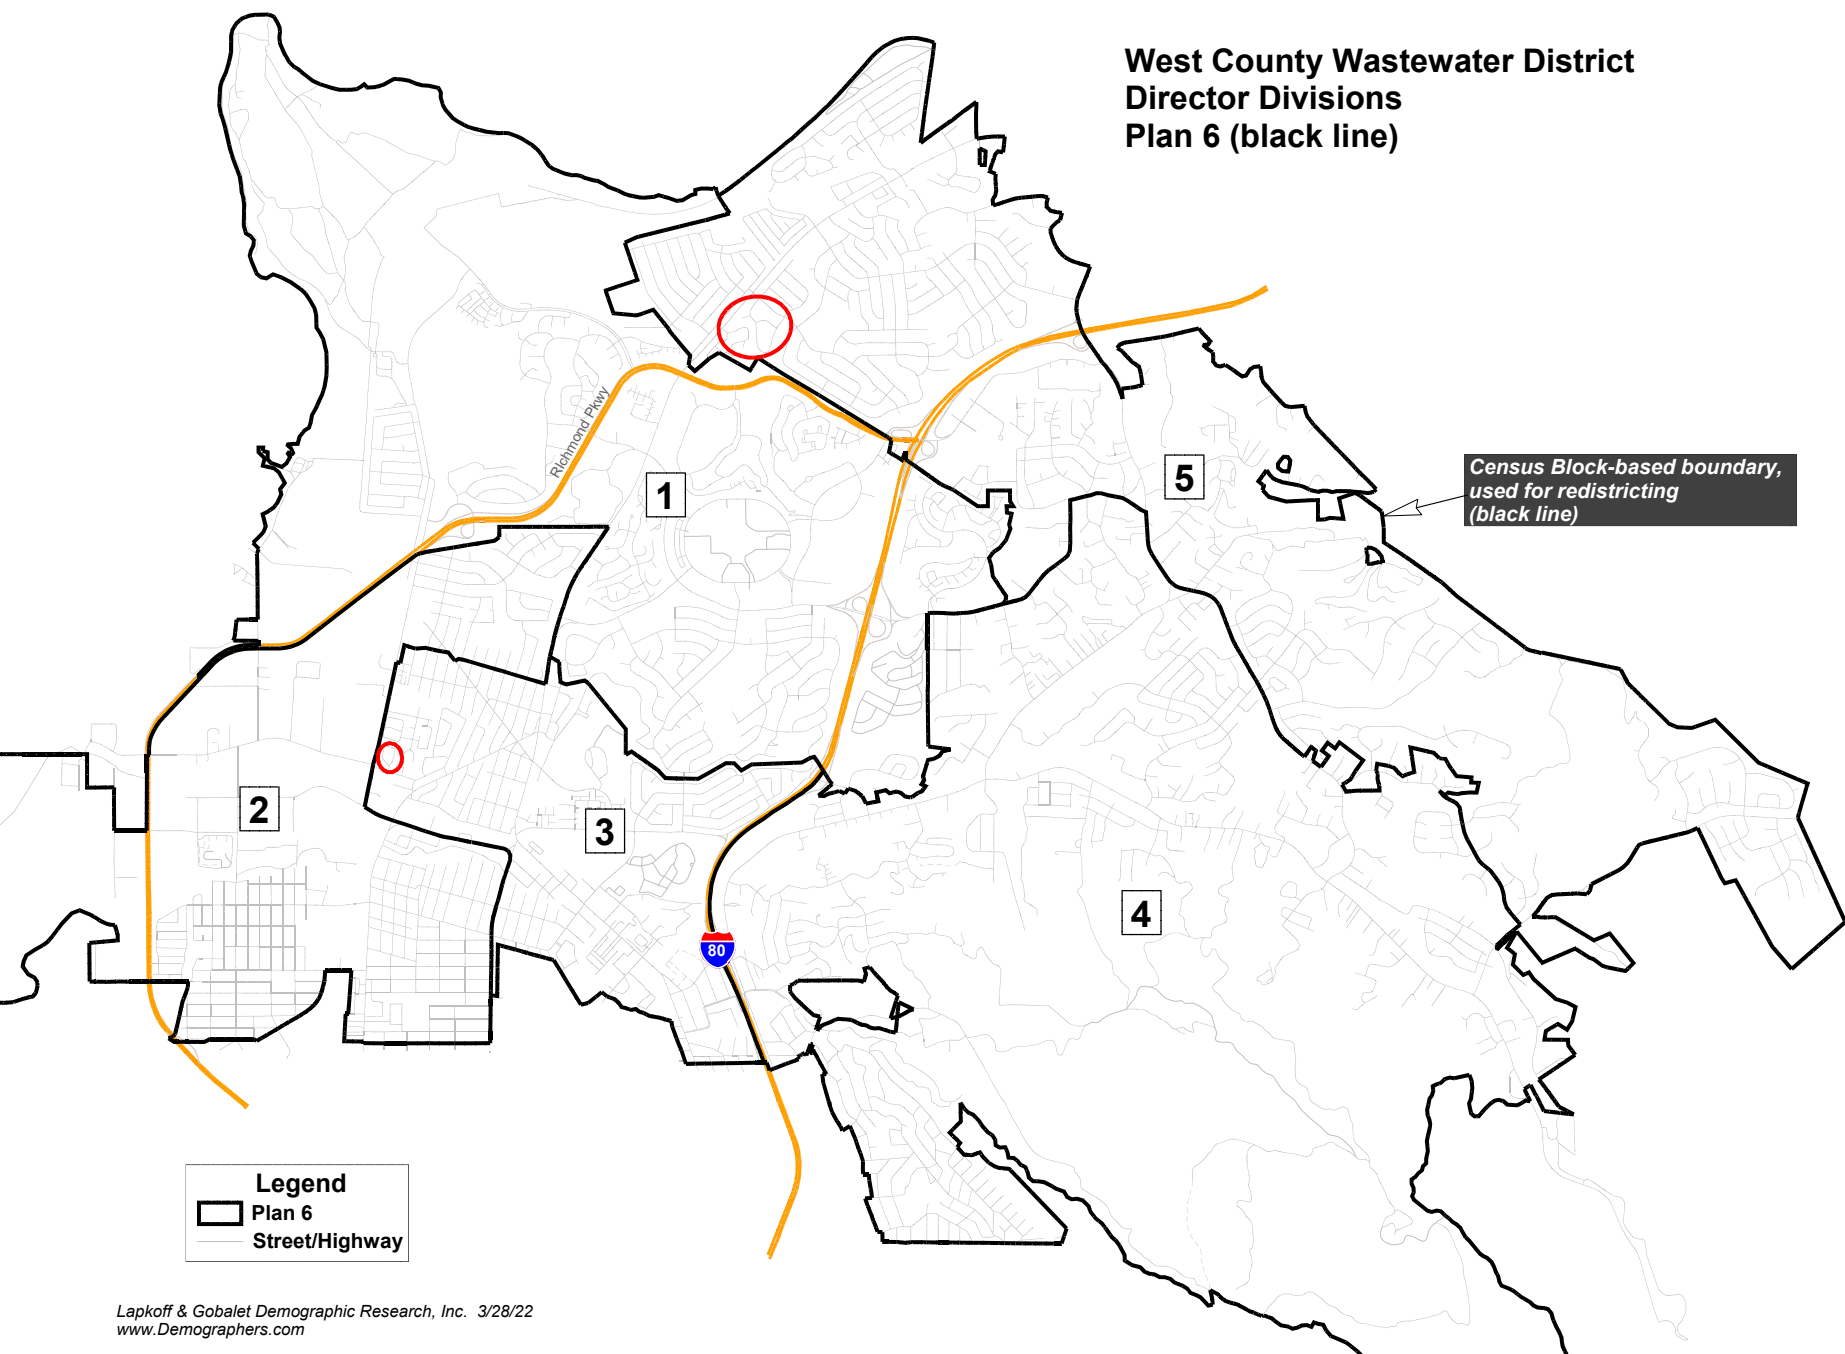 West County Wastewater District
Director Divisions
Plan 6 (black line)
Richmond Pkwy
1
5
Census Block-based boundary,
used for redistricting
(black line)
2
3
4
80
Legend
Plan 6
Street/Highway
Lapkoff & Gobalet Demographic Research, Inc.  3/28/22
www.Demographers.com